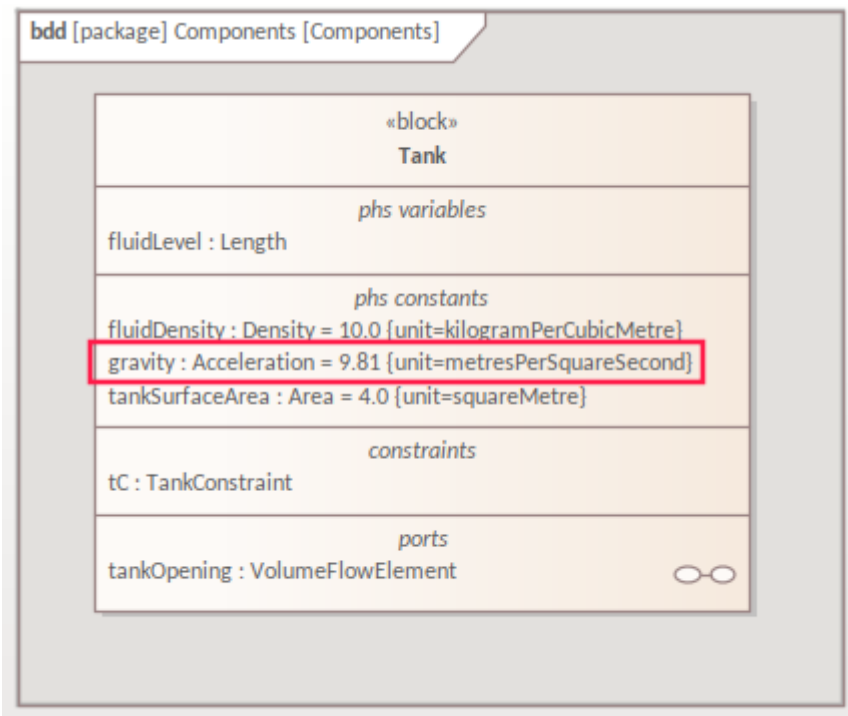 bdd [package] Components [Components]
«block»
Tank
phs variables
fluidLevel : Length
phs constants
fluidDensity : Density = 10.0 {unit=kilogramPerCubicMetre}
gravity : Acceleration = 9.81 {unit=metresPerSquareSecond}
tankSurfaceArea : Area = 4.0 {unit=squareMetre}
constraints
tC : TankConstraint
ports
tankOpening : VolumeFlowElement